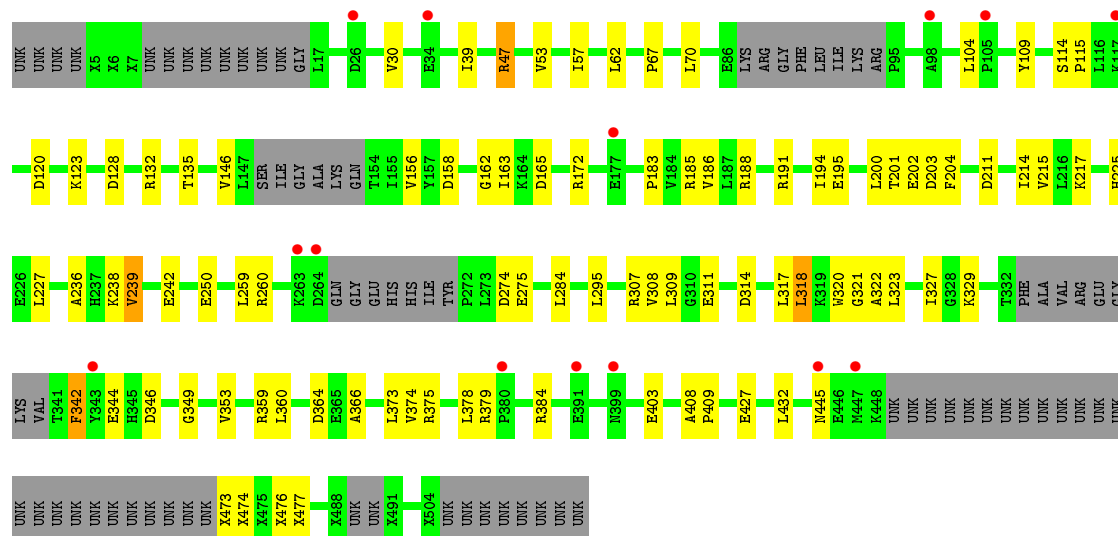 UNK UNK UNK UNK X5 X6 X7 UNK UNK UNK UNK UNK UNK UNK UNK GLY L17 D26 V30 E34 I39 R47 V53 I57 L62 P67 L70 E86 LYS ARG GLY PHE LEU ILE LYS ARG P95 A98 L104 P105 Y109 S114 P115 L116 K117
D120 K123 D128 R132 T135 V146 L147 SER ILE GLY ALA LYS GLN T154 I155 V156 Y157 D158 G162 I163 K164 D165 R172 E177 P183 V184 R185 V186 L187 R188 R191 I194 E195 L200 T201 E202 D203 F204 D211 I214 V215 L216 K217 H225
E226 L227 A236 H237 K238 V239 E242 E250 L259 R260 K263 D264 GLN GLY GLU HIS HIS ILE TYR P272 L273 D274 E275 L284 L295 R307 V308 L309 G310 E311 D314 L317 L318 K319 W320 G321 A322 L323 I327 G328 K329 T332 PHE ALA VAL ARG GLU GLY
LYS VAL T341 F342 Y343 E344 H345 D346 G349 V353 R359 L360 D364 E365 A366 L373 V374 R375 L378 R379 P380 R384 E391 N399 E403 A408 P409 E427 L432 N445 E446 M447 K448 UNK UNK UNK UNK UNK UNK UNK UNK UNK UNK UNK UNK UNK
UNK UNK UNK UNK UNK UNK UNK UNK UNK UNK UNK X473 X474 X475 X476 X477 X488 UNK UNK X491 X504 UNK UNK UNK UNK UNK UNK UNK UNK